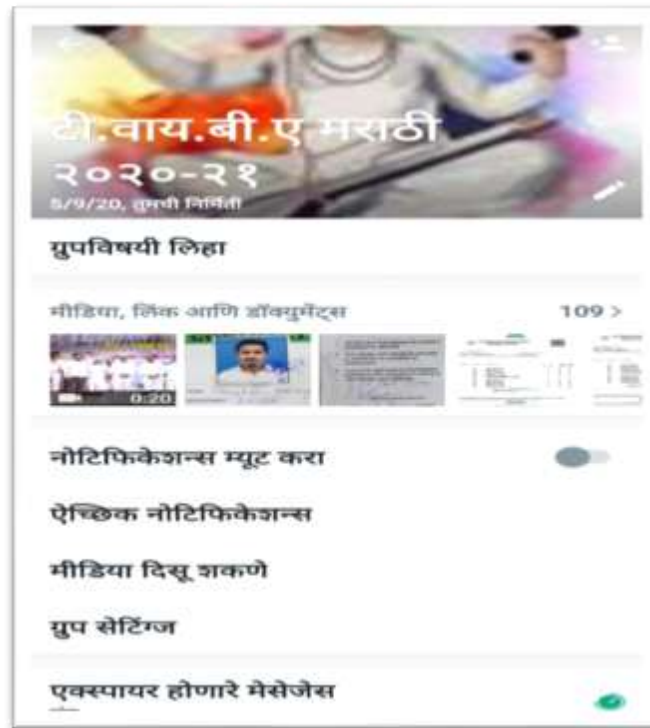 टी.वाय.बी.ए मराठी
२०२०-२१
5/9/20, तुमची निर्मिती
ग्रुपविषयी लिहा
मीडिया, लिंक आणि डॉक्युमेंट्स 109 >
0:20
नोटिफिकेशन्स म्यूट करा
ऐच्छिक नोटिफिकेशन्स
मीडिया दिसू शकणे
ग्रुप सेटिंग्ज
एक्स्पायर होणारे मेसेजेस